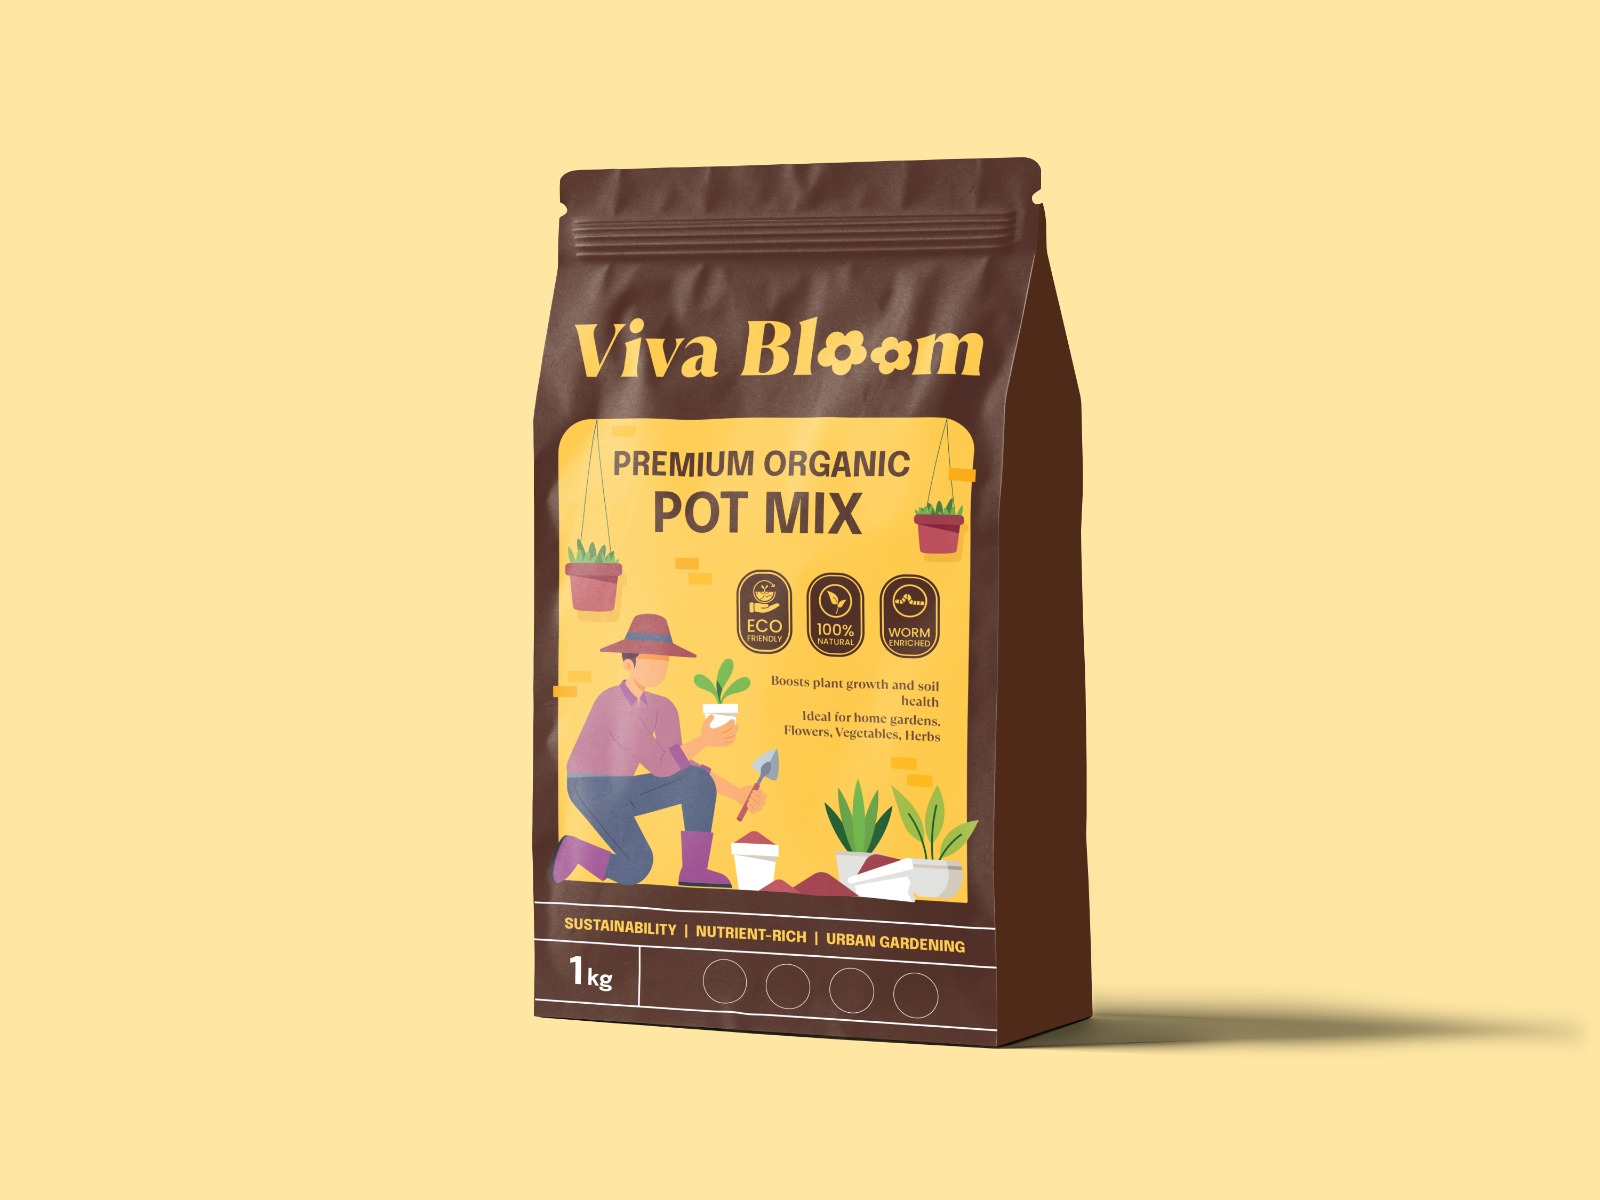 Viva Bloom
PREMIUM ORGANIC
POT MIX
ECO
FRIENDLY
100%
NATURAL
WORM
ENRICHED
Boosts plant growth and soil
health
Ideal for home gardens.
Flowers, Vegetables, Herbs
SUSTAINABILITY | NUTRIENT-RICH | URBAN GARDENING
1kg